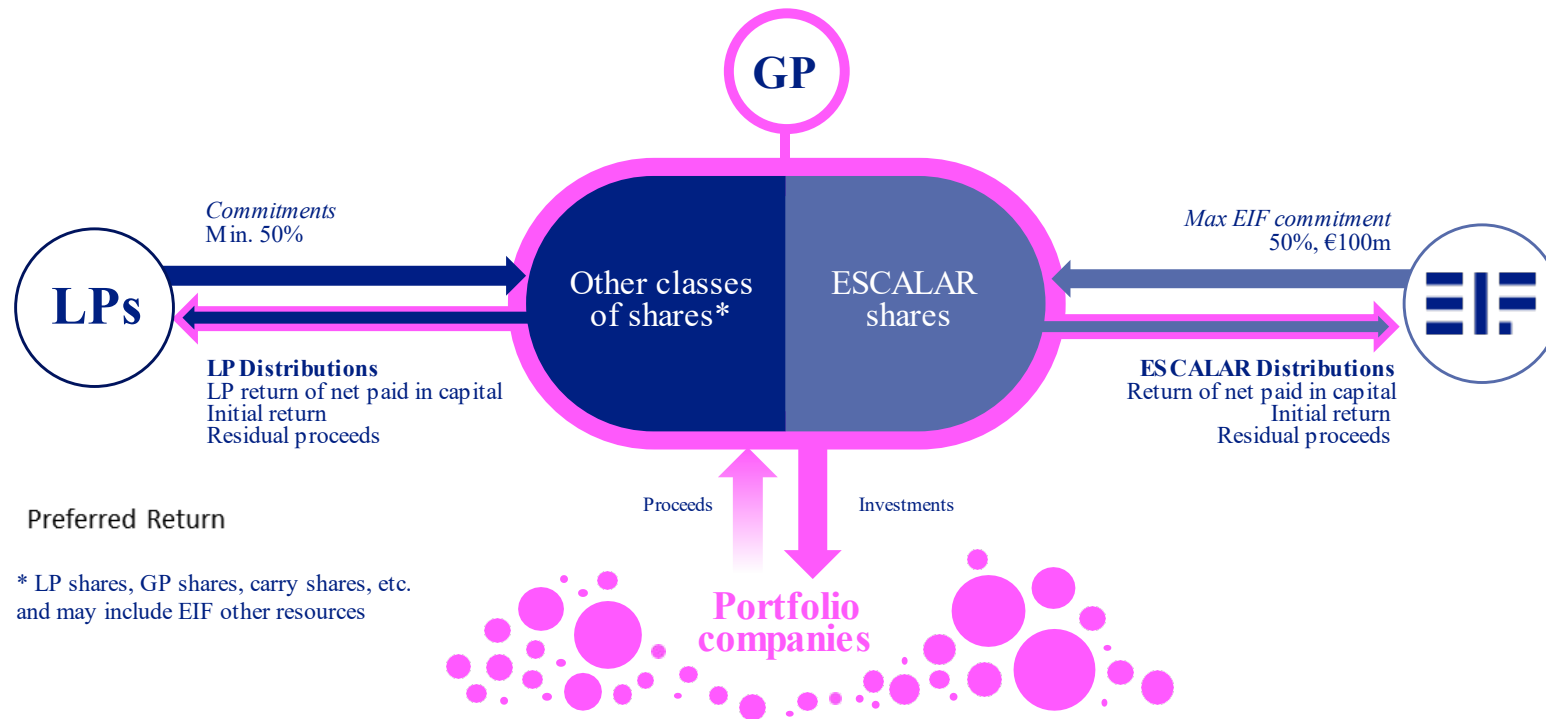 GP
Commitments
Min. 50%
Max EIF commitment
50%, €100m
LPs
Other classes
of shares*
ESCALAR
shares
EIF
LP Distributions
LP return of net paid in capital
Initial return
Residual proceeds
ESCALAR Distributions
Return of net paid in capital
Initial return
Residual proceeds
Proceeds
Investments
Preferred Return
* LP shares, GP shares, carry shares, etc.
and may include EIF other resources
Portfolio
companies